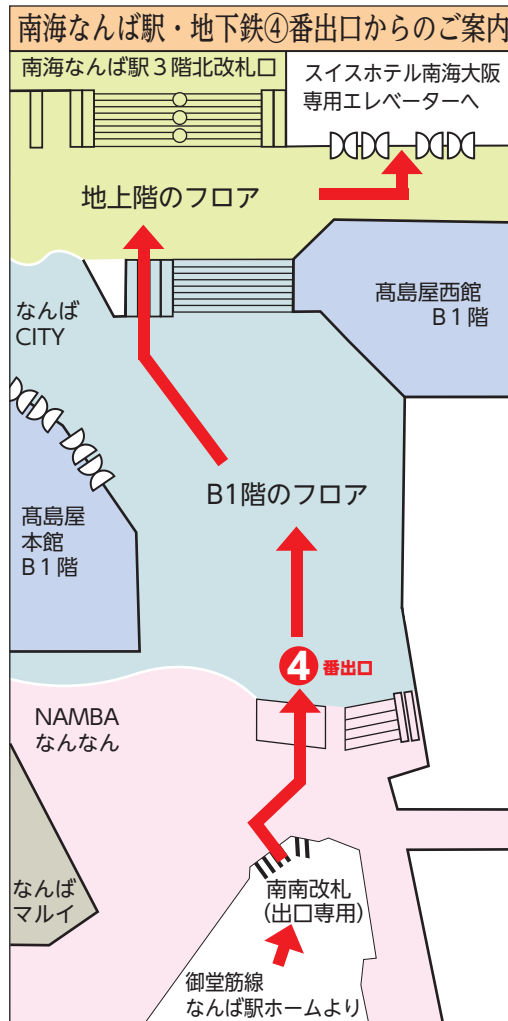 南海なんば駅・地下鉄④番出口からのご案内
南海なんば駅３階北改札口
スイスホテル南海大阪
専用エレベーターへ
地上階のフロア
髙島屋西館
B１階
なんば
CITY
B1階のフロア
髙島屋
本館
B１階
4 番出口
NAMBA
なんなん
なんば
マルイ
南南改札
(出口専用)
御堂筋線
なんば駅ホームより